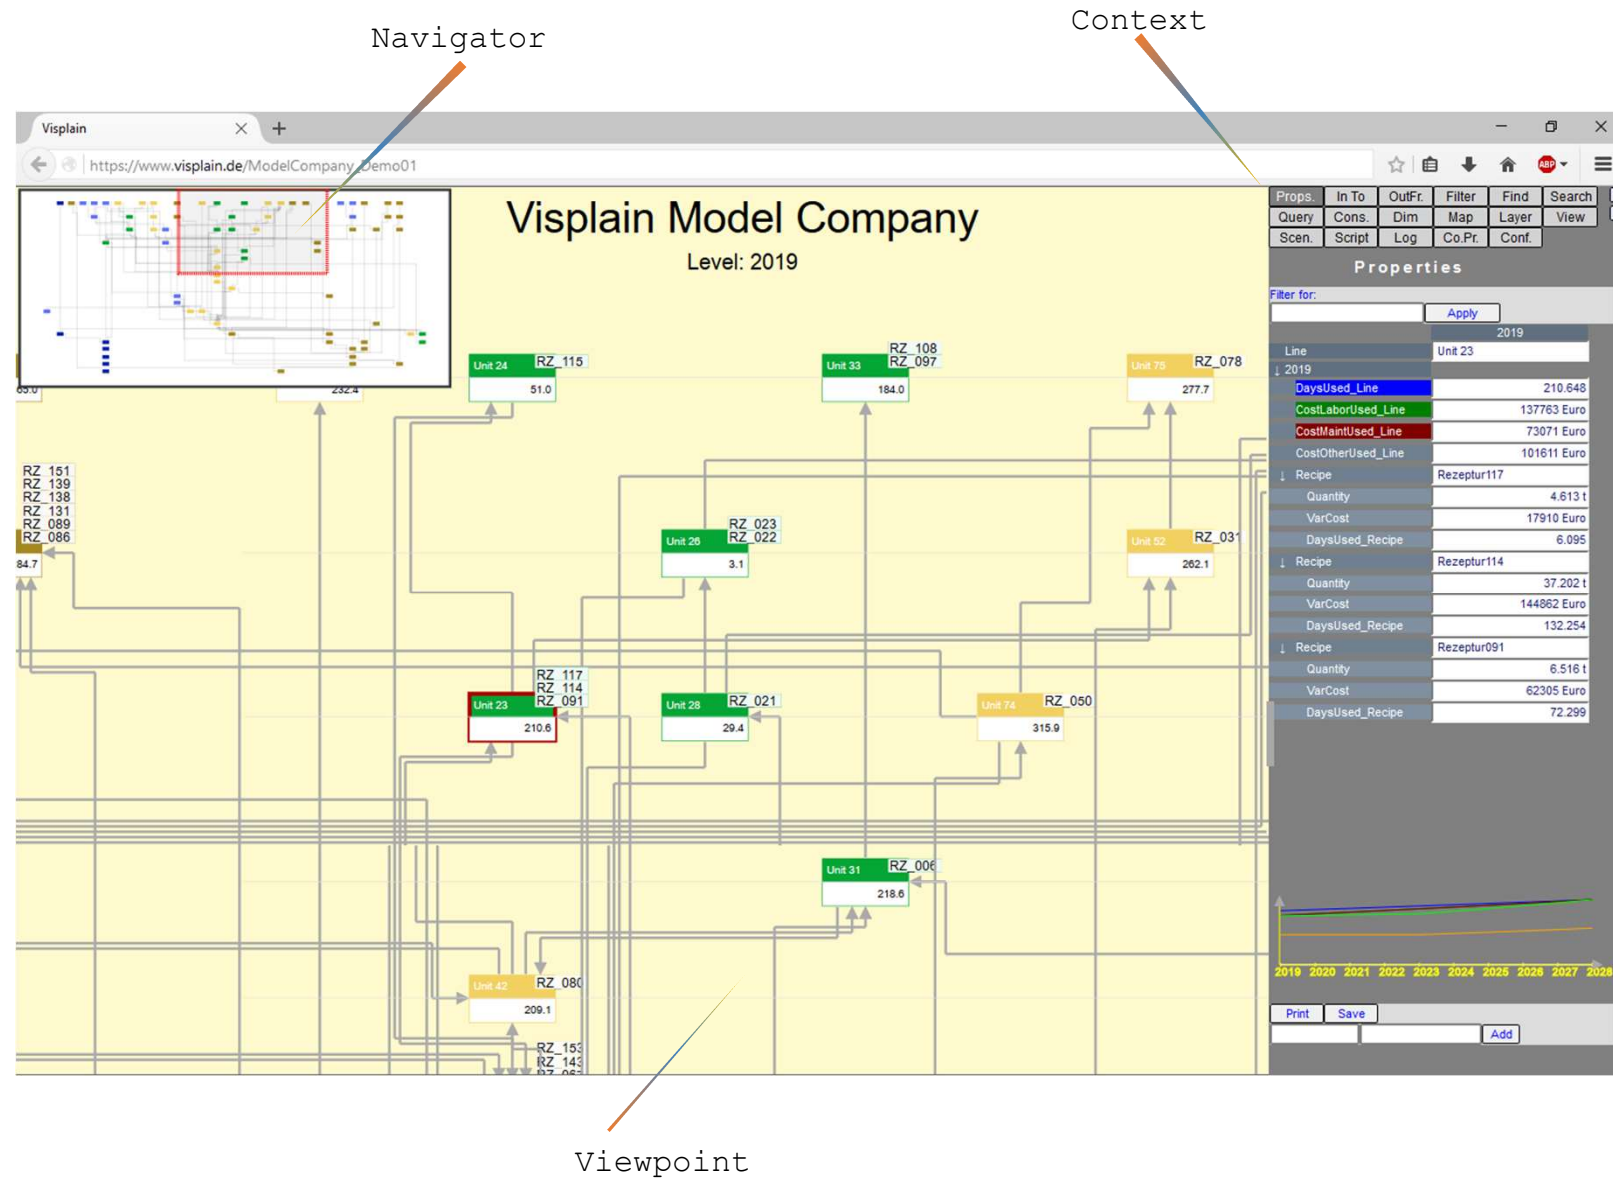 Context
Navigator
Visplain
https://www.visplain.de/ModelCompany_Demo01
ABP
Visplain Model Company
Level: 2019
232.4
Unit 24
RZ_115
51.0
RZ_108
Unit 33
RZ_097
184.0
Unit 75
RZ_078
277.7
RZ_151
RZ_139
RZ_138
RZ_131
RZ_089
RZ_086
84.7
RZ_023
Unit 26
RZ_022
3.1
Unit 52
RZ_031
262.1
RZ_117
RZ_114
Unit 23
RZ_091
210.6
Unit 28
RZ_021
29.4
Unit 74
RZ_050
315.9
Unit 31
RZ_006
218.6
Unit 42
RZ_080
209.1
RZ_153
RZ_143
Props. In To OutFr. Filter Find Search
Query Cons. Dim Map Layer View
Scen. Script Log Co.Pr. Conf.
Properties
Filter for:
Apply
2019
Line Unit 23
↓ 2019
DaysUsed_Line 210.648
CostLaborUsed_Line 137763 Euro
CostMaintUsed_Line 73071 Euro
CostOtherUsed_Line 101611 Euro
↓ Recipe Rezeptur117
Quantity 4.613 t
VarCost 17910 Euro
DaysUsed_Recipe 6.095
↓ Recipe Rezeptur114
Quantity 37.202 t
VarCost 144862 Euro
DaysUsed_Recipe 132.254
↓ Recipe Rezeptur091
Quantity 6.516 t
VarCost 62305 Euro
DaysUsed_Recipe 72.299
2019 2020 2021 2022 2023 2024 2025 2026 2027 2028
Print Save
Add
Viewpoint